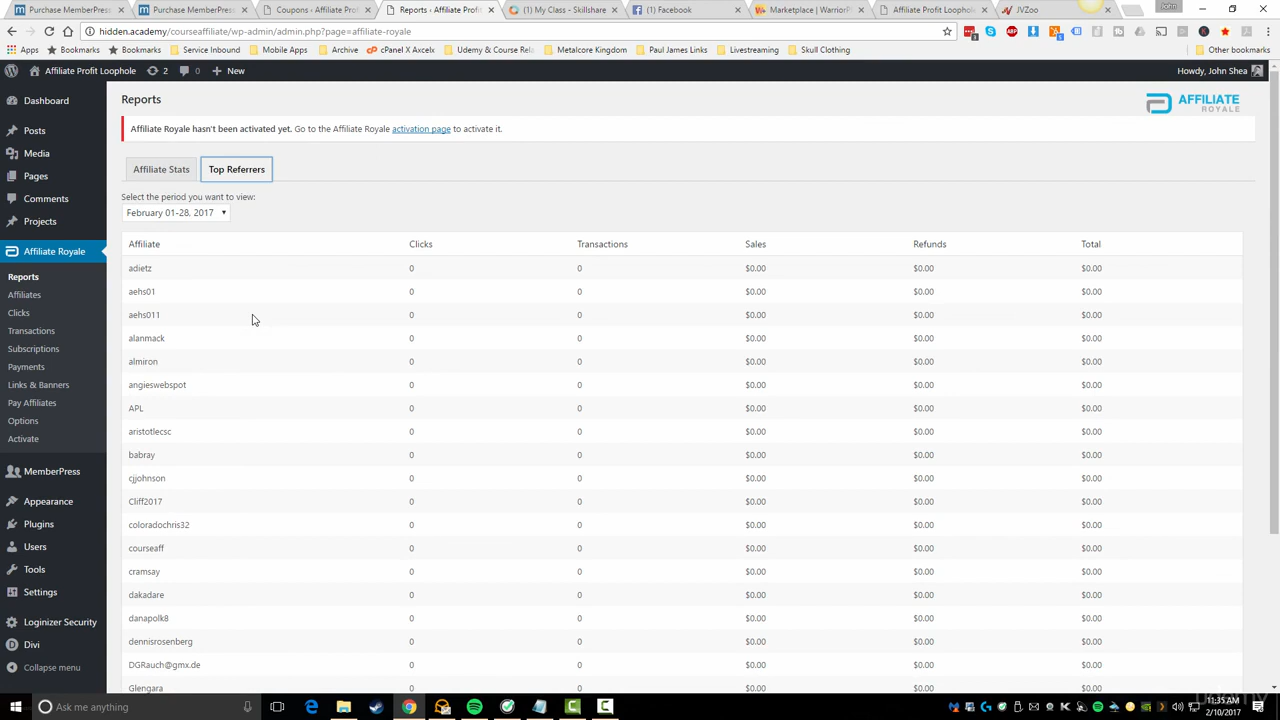 Purchase MemberPress
Purchase MemberPress
Coupons ‹ Affiliate Prof
Reports ‹ Affiliate Profi
(1) My Class - Skillshare
(1) Facebook
Marketplace | Warrior
Affiliate Profit Loophole
JVZoo
John
hidden.academy/courseaffiliate/wp-admin/admin.php?page=affiliate-royale
Apps
Bookmarks
Bookmarks
Service Inbound
Mobile Apps
Archive
cPanel X Axcelx
Udemy & Course Rele
Metalcore Kingdom
Paul James Links
Livestreaming
Skull Clothing
Other bookmarks
Affiliate Profit Loophole
2
0
New
Howdy, John Shea
Dashboard
Posts
Media
Pages
Comments
Projects
Affiliate Royale
Reports
Affiliates
Clicks
Transactions
Subscriptions
Payments
Links & Banners
Pay Affiliates
Options
Activate
MemberPress
Appearance
Plugins
Users
Tools
Settings
Loginizer Security
Divi
Collapse menu
Reports
AFFILIATE
ROYALE
Affiliate Royale hasn't been activated yet. Go to the Affiliate Royale activation page to activate it.
Affiliate Stats
Top Referrers
Select the period you want to view:
February 01-28, 2017
Affiliate Clicks Transactions Sales Refunds Total
adietz 0 0 $0.00 $0.00 $0.00
aehs01 0 0 $0.00 $0.00 $0.00
aehs011 0 0 $0.00 $0.00 $0.00
alanmack 0 0 $0.00 $0.00 $0.00
almiron 0 0 $0.00 $0.00 $0.00
angieswebspot 0 0 $0.00 $0.00 $0.00
APL 0 0 $0.00 $0.00 $0.00
aristotlecsc 0 0 $0.00 $0.00 $0.00
babray 0 0 $0.00 $0.00 $0.00
cjjohnson 0 0 $0.00 $0.00 $0.00
Cliff2017 0 0 $0.00 $0.00 $0.00
coloradochris32 0 0 $0.00 $0.00 $0.00
courseaff 0 0 $0.00 $0.00 $0.00
cramsay 0 0 $0.00 $0.00 $0.00
dakadare 0 0 $0.00 $0.00 $0.00
danapolk8 0 0 $0.00 $0.00 $0.00
dennisrosenberg 0 0 $0.00 $0.00 $0.00
DGRauch@gmx.de 0 0 $0.00 $0.00 $0.00
Glengara 0 0 $0.00 $0.00 $0.00
Ask me anything
11:35 AM
2/10/2017